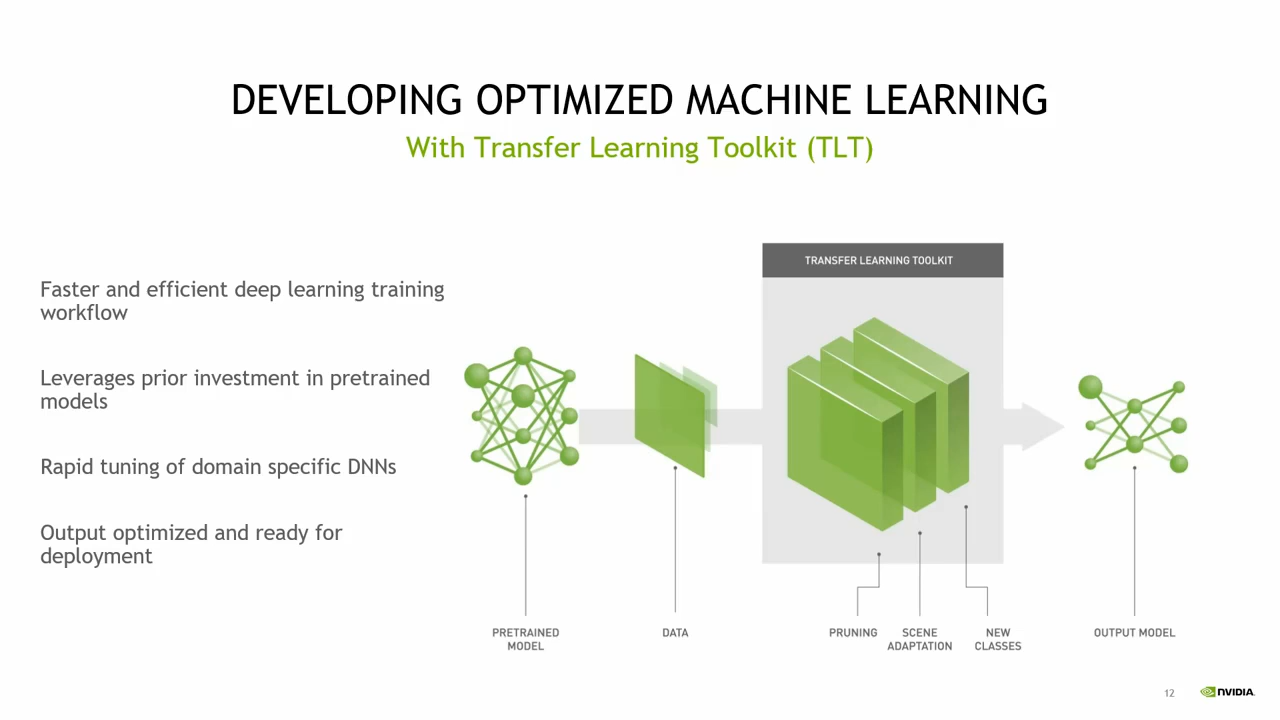 DEVELOPING OPTIMIZED MACHINE LEARNING
With Transfer Learning Toolkit (TLT)
Faster and efficient deep learning training
workflow
Leverages prior investment in pretrained
models
Rapid tuning of domain specific DNNs
Output optimized and ready for
deployment
TRANSFER LEARNING TOOLKIT
PRETRAINED
MODEL
DATA
PRUNING
SCENE
ADAPTATION
NEW
CLASSES
OUTPUT MODEL
12
NVIDIA.